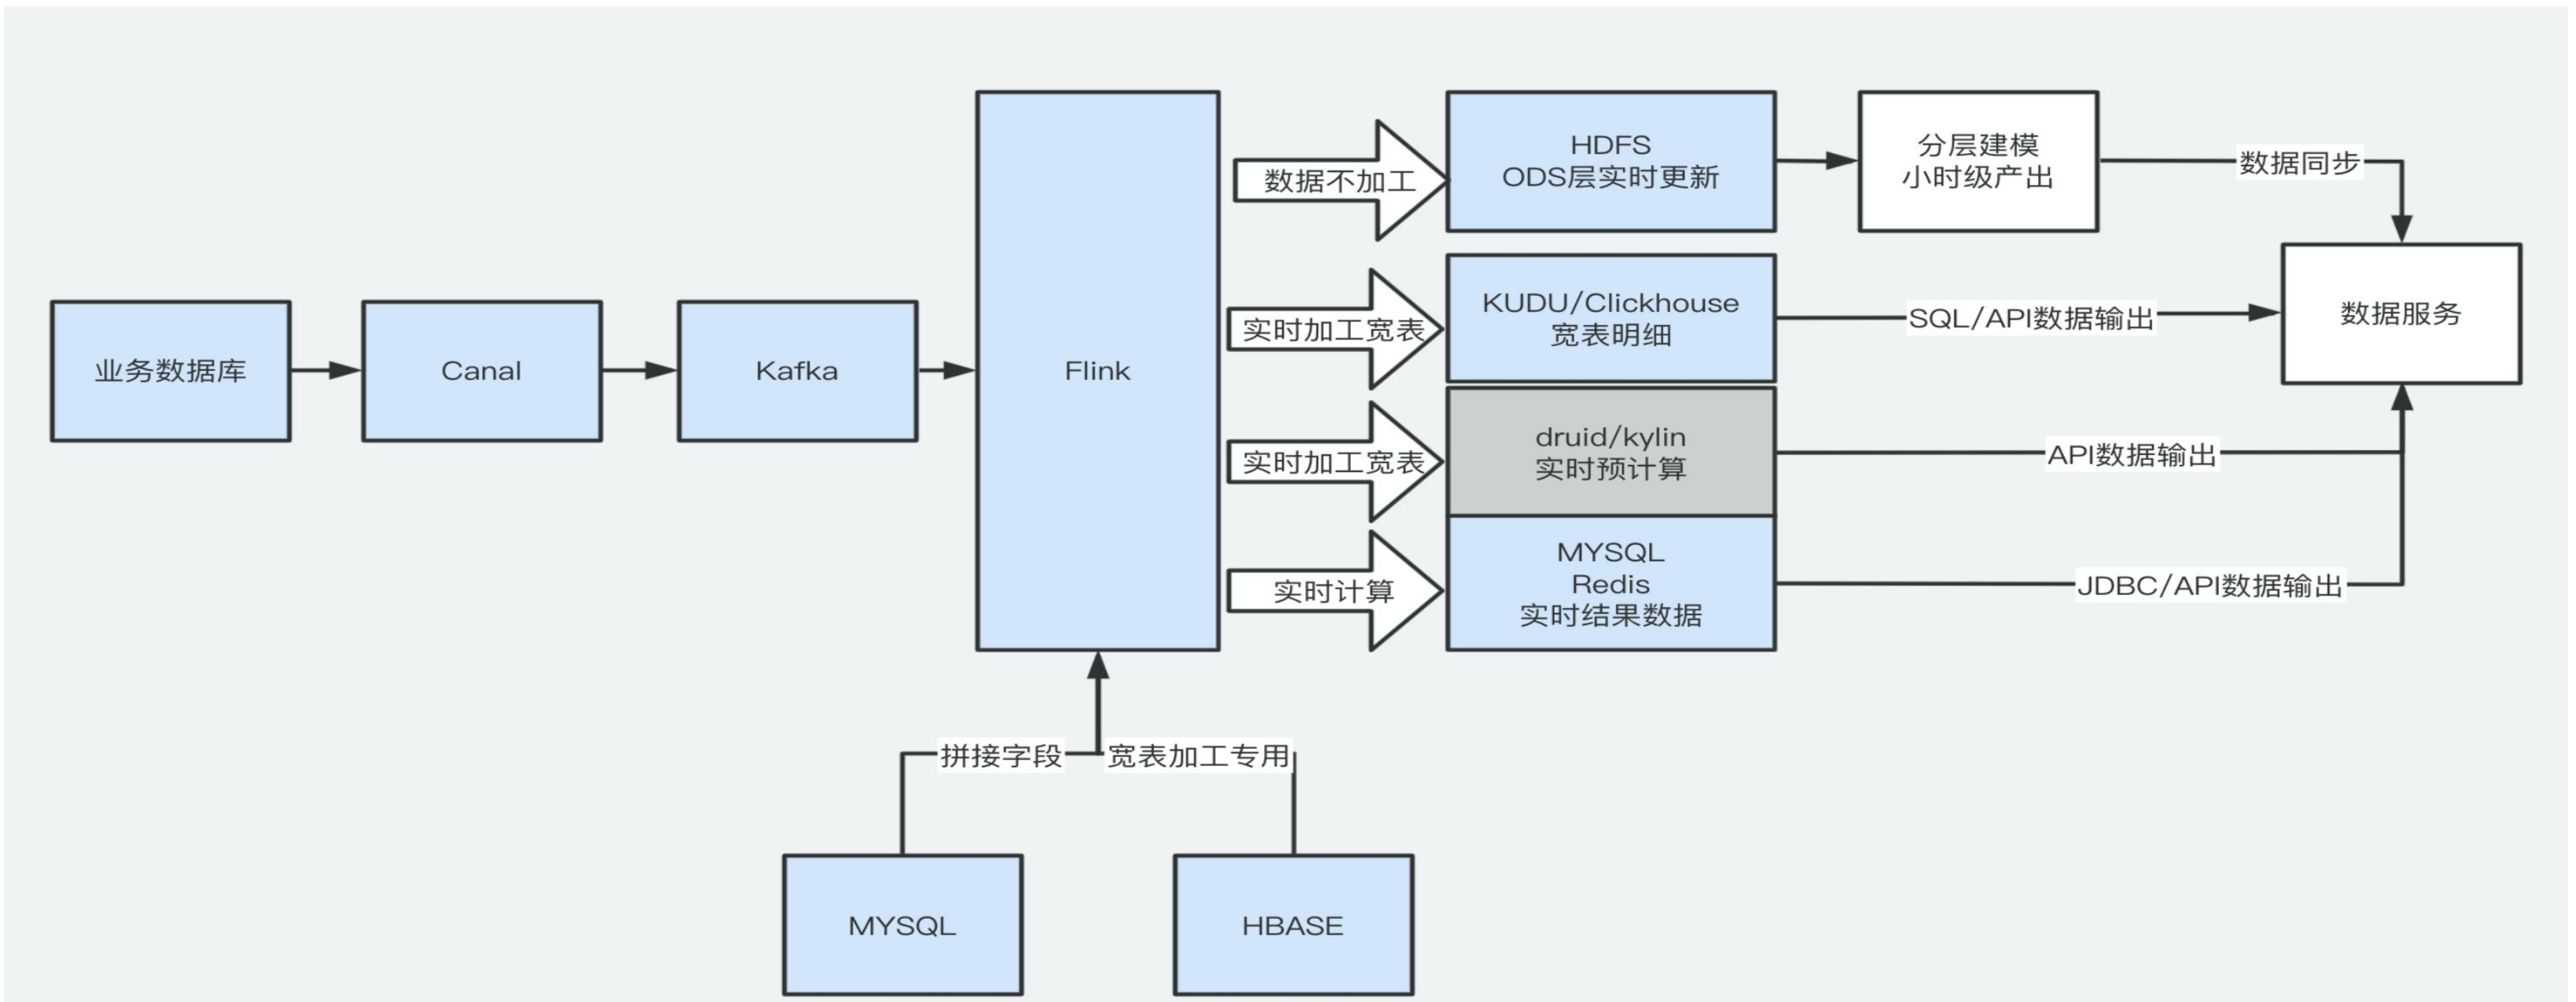 业务数据库
Canal
Kafka
Flink
数据不加工
HDFS
ODS层实时更新
分层建模
小时级产出
数据同步
实时加工宽表
KUDU/Clickhouse
宽表明细
SQL/API数据输出
数据服务
实时加工宽表
druid/kylin
实时预计算
API数据输出
实时计算
MYSQL
Redis
实时结果数据
JDBC/API数据输出
拼接字段
宽表加工专用
MYSQL
HBASE